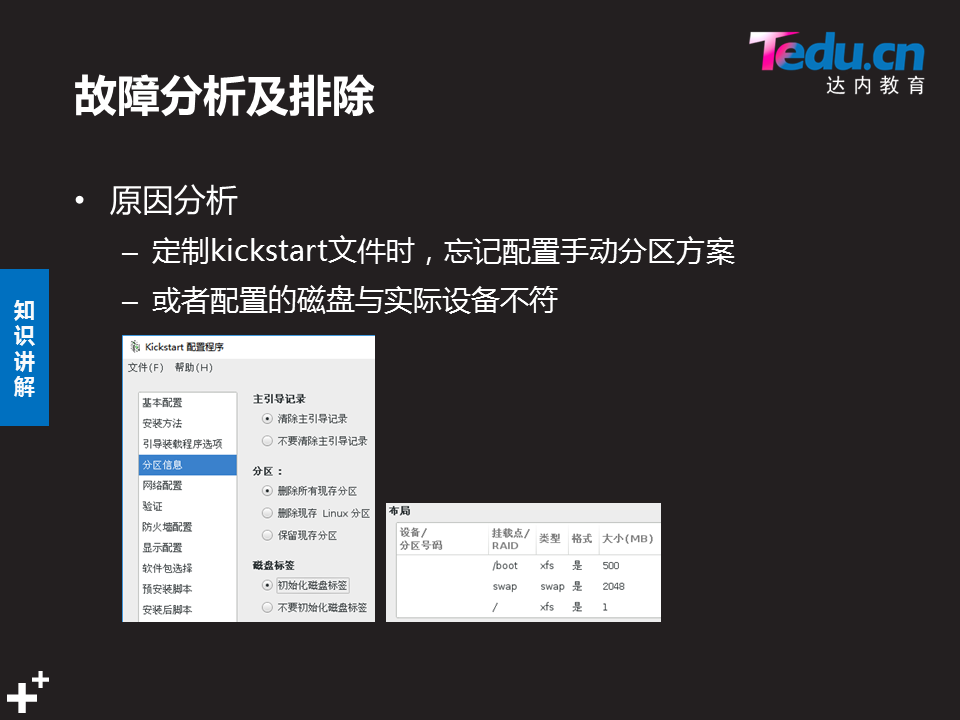 Tedu.cn
达内教育
故障分析及排除
• 原因分析
– 定制kickstart文件时，忘记配置手动分区方案
– 或者配置的磁盘与实际设备不符
知识讲解
Kickstart 配置程序
文件(F) 帮助(H)
基本配置
安装方法
引导装载程序选项
分区信息
网络配置
验证
防火墙配置
显示配置
软件包选择
预安装脚本
安装后脚本
主引导记录
清除主引导记录
不要清除主引导记录
分区：
删除所有现存分区
删除现存 Linux 分区
保留现存分区
磁盘标签
初始化磁盘标签
不要初始化磁盘标签
布局
设备/ 挂载点/ 类型 格式 大小(MB)
分区号码 RAID
/boot xfs 是 500
swap swap 是 2048
/ xfs 是 1